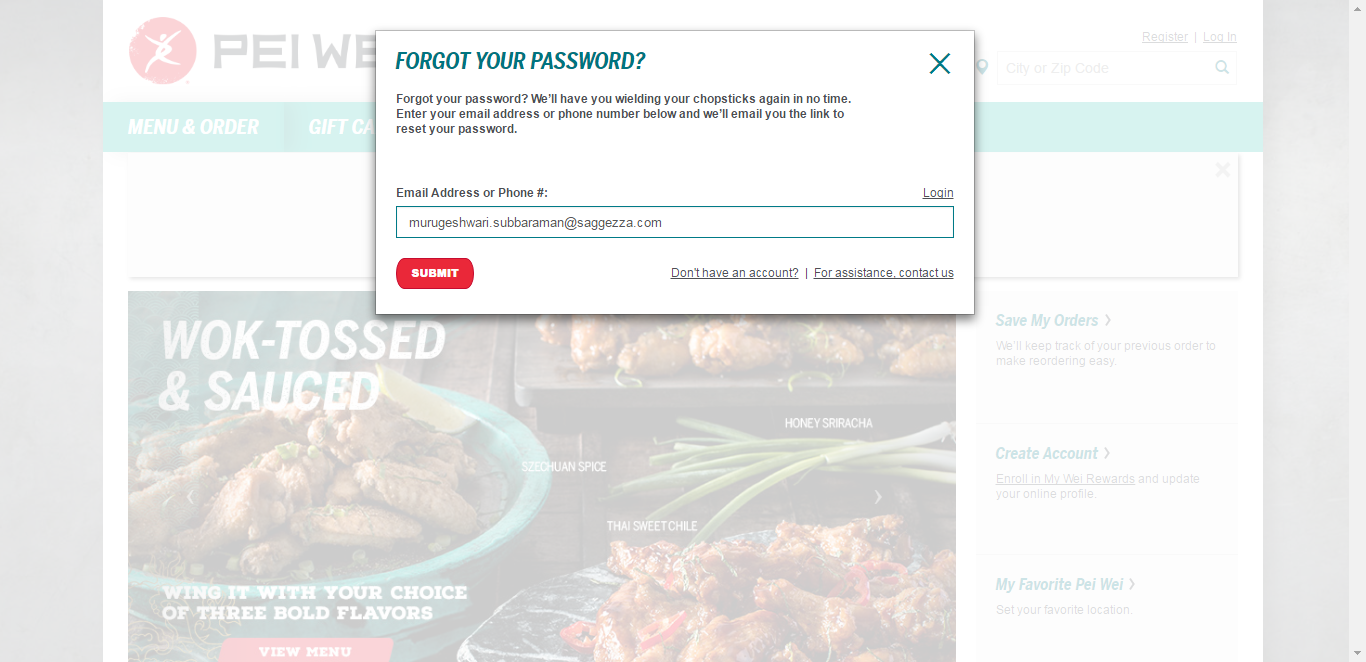 PEI WE
Register | Log In
City or Zip Code
MENU & ORDER
GIFT CA
FORGOT YOUR PASSWORD?
Forgot your password? We'll have you wielding your chopsticks again in no time.
Enter your email address or phone number below and we'll email you the link to
reset your password.
Email Address or Phone #:
Login
murugeshwari.subbaraman@saggezza.com
SUBMIT
Don't have an account? | For assistance, contact us
WOK-TOSSED
& SAUCED
HONEY SRIRACHA
SZECHUAN SPICE
THAI SWEET CHILE
WING IT WITH YOUR CHOICE
OF THREE BOLD FLAVORS
VIEW MENU
Save My Orders
We'll keep track of your previous order to
make reordering easy.
Create Account
Enroll in My Wei Rewards and update
your online profile.
My Favorite Pei Wei
Set your favorite location.